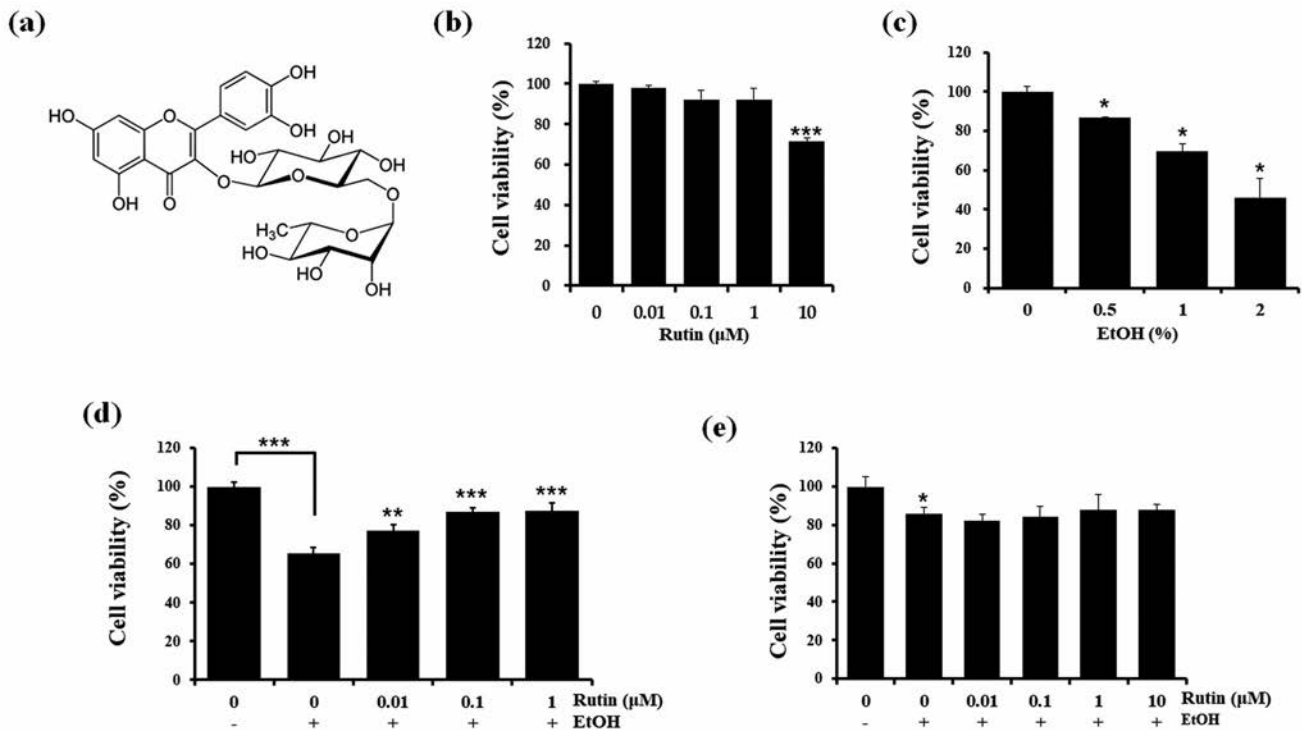 (a)
OH
OH
HO
O
OH
O
O
OH
HO
O
OH
OH
O
H₃C
O
HO
HO
OH
(b)
Cell viability (%)
120
100
80
60
40
20
0
***
0 0.01 0.1 1 10
Rutin (µM)
(c)
Cell viability (%)
120
100
80
60
40
20
0
*
*
*
0 0.5 1 2
EtOH (%)
(d)
Cell viability (%)
120
100
80
60
40
20
0
***
**
***
***
0 0 0.01 0.1 1 Rutin (µM)
- + + + + EtOH
(e)
Cell viability (%)
120
100
80
60
40
20
0
*
0 0 0.01 0.1 1 10 Rutin (µM)
- + + + + + EtOH